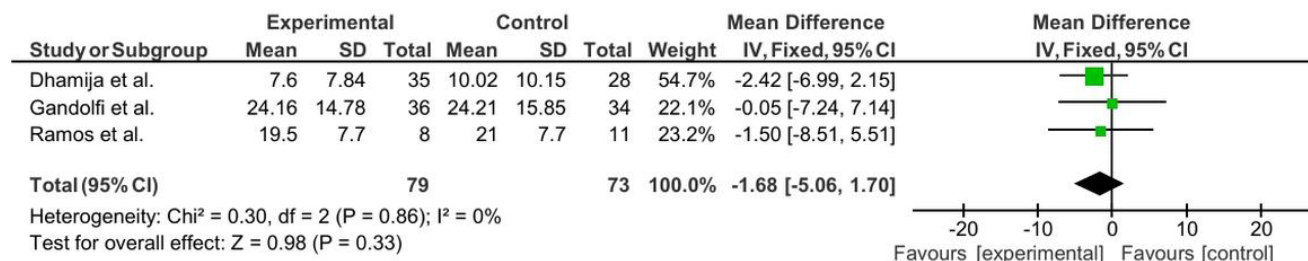 Experimental Control Mean Difference Mean Difference
Study or Subgroup Mean SD Total Mean SD Total Weight IV, Fixed, 95% CI IV, Fixed, 95% CI
Dhamija et al. 7.6 7.84 35 10.02 10.15 28 54.7% -2.42 [-6.99, 2.15]
Gandolfi et al. 24.16 14.78 36 24.21 15.85 34 22.1% -0.05 [-7.24, 7.14]
Ramos et al. 19.5 7.7 8 21 7.7 11 23.2% -1.50 [-8.51, 5.51]
Total (95% CI) 79 73 100.0% -1.68 [-5.06, 1.70]
Heterogeneity: Chi² = 0.30, df = 2 (P = 0.86); I² = 0%
Test for overall effect: Z = 0.98 (P = 0.33)
-20 -10 0 10 20
Favours [experimental] Favours [control]